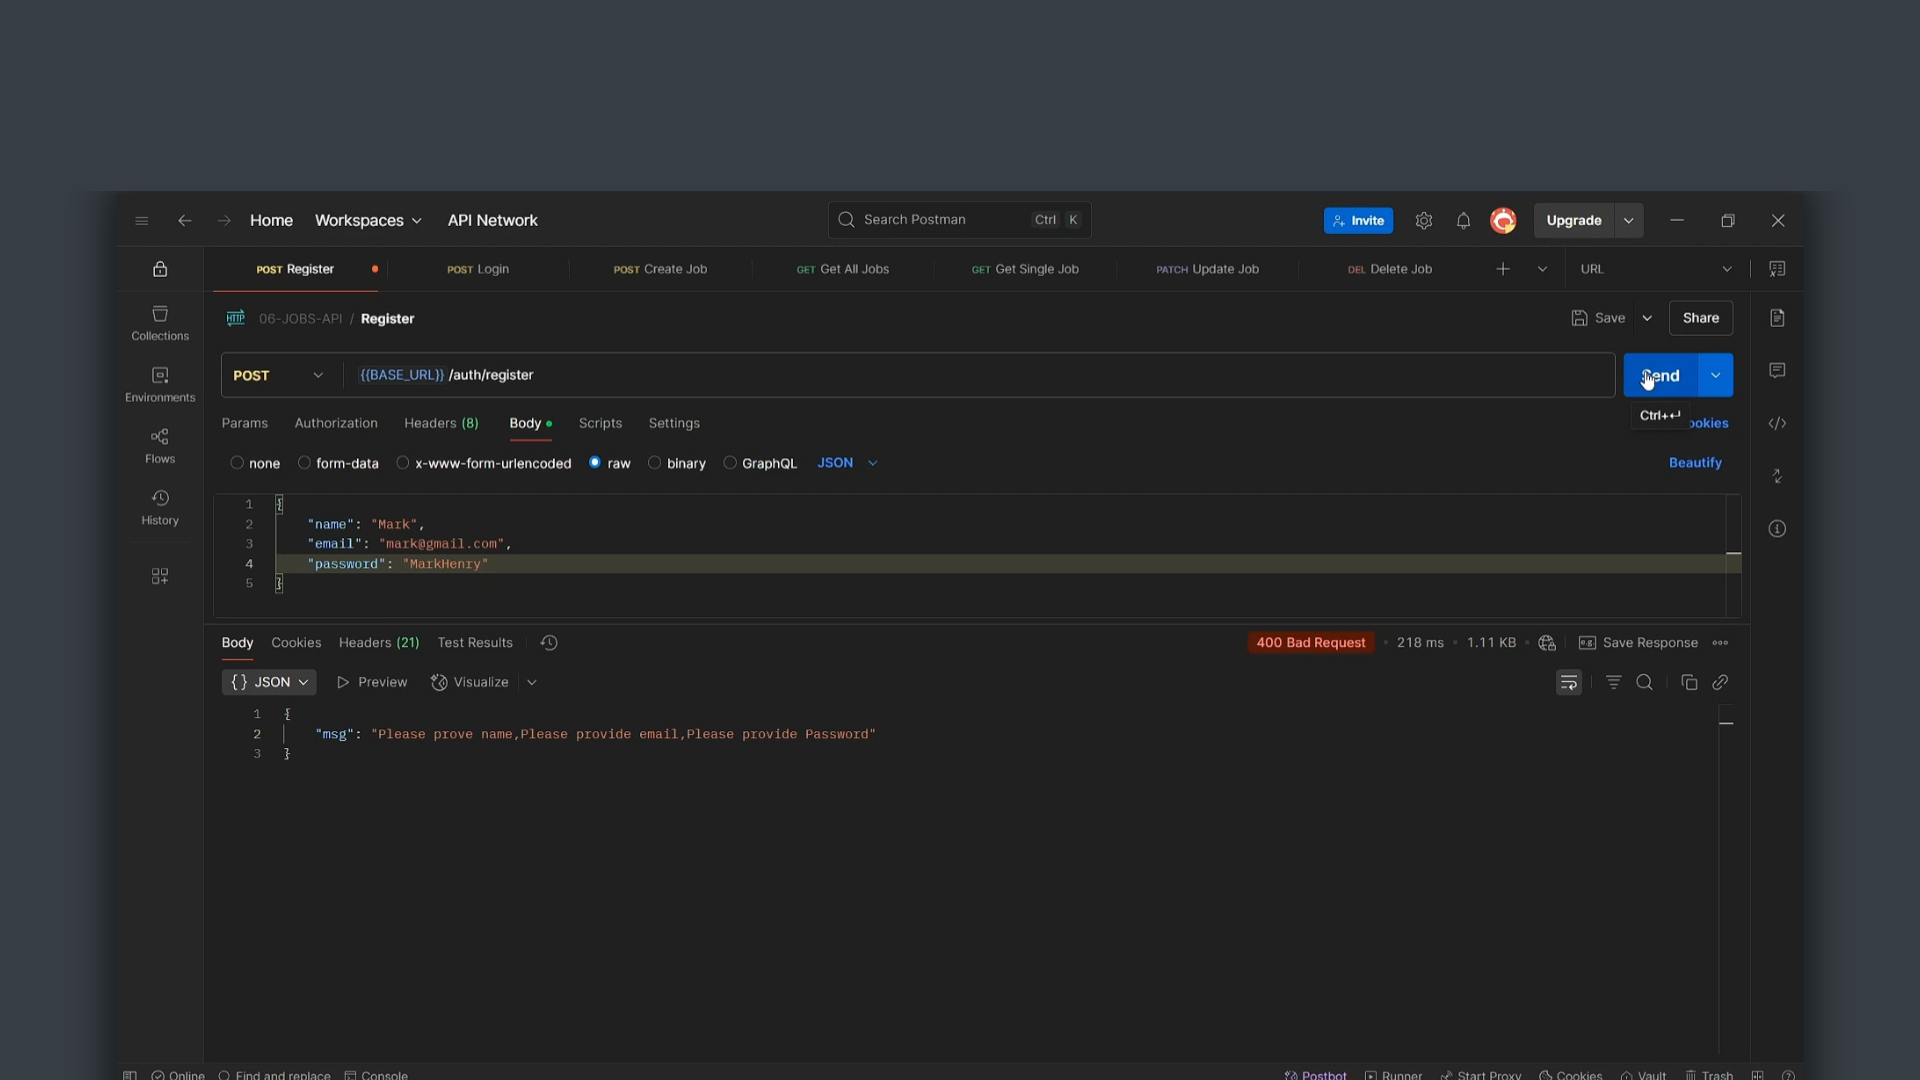 Home Workspaces API Network Search Postman Ctrl K Invite Upgrade
POST Register POST Login POST Create Job GET Get All Jobs GET Get Single Job PATCH Update Job DEL Delete Job URL
HTTP 06-JOBS-API / Register Save Share
Collections
Environments
Flows
History
POST {{BASE_URL}} /auth/register
Ctrl+↵
Params Authorization Headers (8) Body Scripts Settings
none form-data x-www-form-urlencoded raw binary GraphQL JSON Beautify
1 {
2 "name": "Mark",
3 "email": "mark@gmail.com",
4 "password": "MarkHenry"
5 }
Body Cookies Headers (21) Test Results 400 Bad Request • 218 ms • 1.11 KB • e.g. Save Response
{} JSON Preview Visualize
1 {
2 "msg": "Please prove name,Please provide email,Please provide Password"
3 }
Online Find and replace Console Postbot Runner Start Proxy Cookies Vault Trash